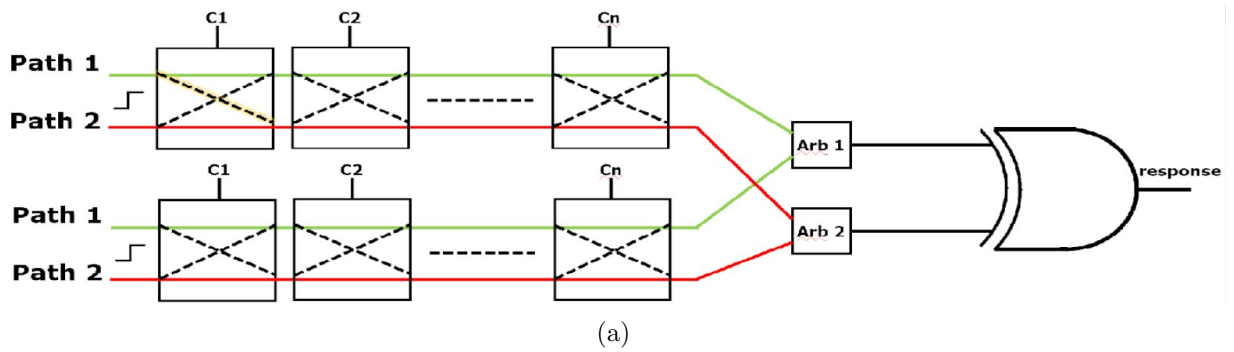 C1 C2 Cn
Path 1
Path 2
Arb 1
C1 C2 Cn
response
Path 1
Arb 2
Path 2
(a)